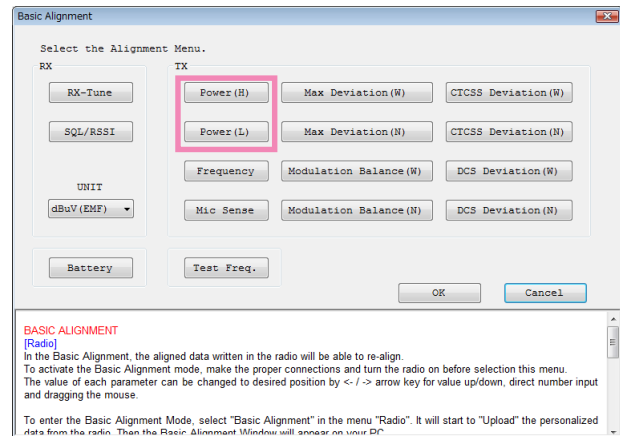 Basic Alignment
Select the Alignment Menu.
RX
TX
RX-Tune
Power(H)
Max Deviation(W)
CTCSS Deviation(W)
SQL/RSSI
Power(L)
Max Deviation(N)
CTCSS Deviation(N)
Frequency
Modulation Balance(W)
DCS Deviation(W)
UNIT
dBuV(EMF)
Mic Sense
Modulation Balance(N)
DCS Deviation(N)
Battery
Test Freq.
OK
Cancel
BASIC ALIGNMENT
[Radio]
In the Basic Alignment, the aligned data written in the radio will be able to re-align.
To activate the Basic Alignment mode, make the proper connections and turn the radio on before selection this menu.
The value of each parameter can be changed to desired position by <- / -> arrow key for value up/down, direct number input
and dragging the mouse.
To enter the Basic Alignment Mode, select "Basic Alignment" in the menu "Radio". It will start to "Upload" the personalized
data from the radio. Then the Basic Alignment Window will appear on your PC.